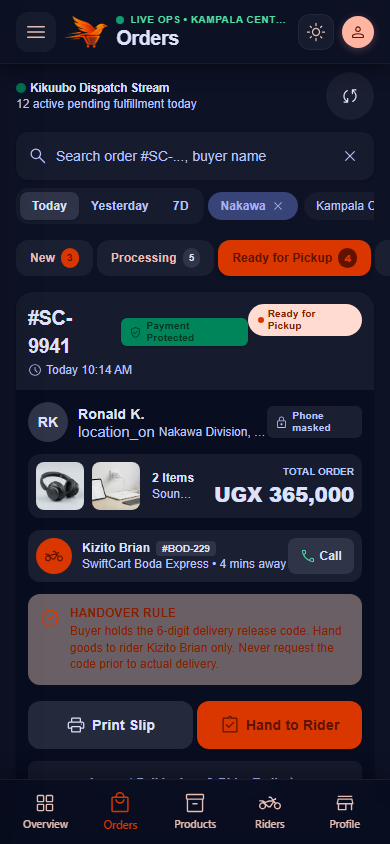 LIVE OPS • KAMPALA CENT...
Orders
Kikuubo Dispatch Stream
12 active pending fulfillment today
Search order #SC-..., buyer name
Today
Yesterday
7D
Nakawa
Kampala C
New 3
Processing 5
Ready for Pickup 4
#SC-
9941
Payment
Protected
Ready for
Pickup
Today 10:14 AM
RK
Ronald K.
location_on Nakawa Division, ...
Phone
masked
2 Items
Soun...
TOTAL ORDER
UGX 365,000
Kizito Brian #BOD-229
SwiftCart Boda Express • 4 mins away
Call
HANDOVER RULE
Buyer holds the 6-digit delivery release code. Hand
goods to rider Kizito Brian only. Never request the
code prior to actual delivery.
Print Slip
Hand to Rider
Overview
Orders
Products
Riders
Profile